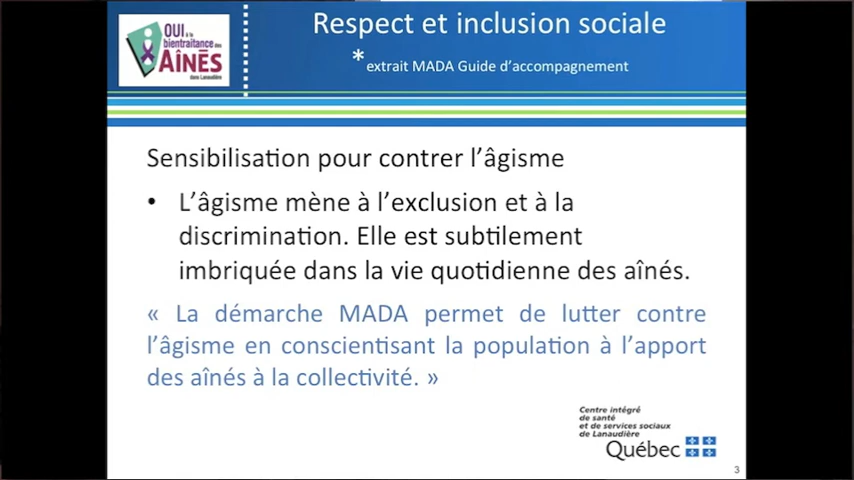 OUI à la
bientraitance des
AÎNÉS
dans Lanaudière
Respect et inclusion sociale
*extrait MADA Guide d'accompagnement
Sensibilisation pour contrer l'âgisme
• L'âgisme mène à l'exclusion et à la
discrimination. Elle est subtilement
imbriquée dans la vie quotidienne des aînés.
« La démarche MADA permet de lutter contre
l'âgisme en conscientisant la population à l'apport
des aînés à la collectivité. »
Centre intégré
de santé
et de services sociaux
de Lanaudière
Québec
3